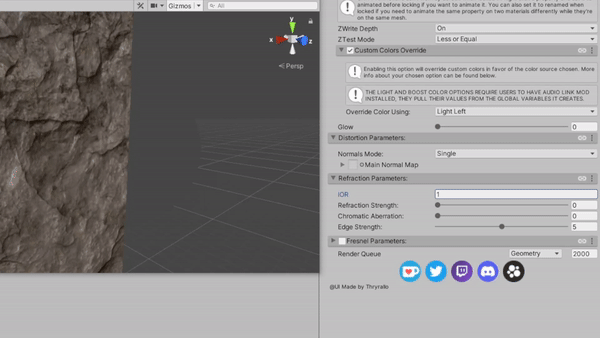 Gizmos
All
y
x
z
Persp
animated before locking if you want to animate it. You can also set it to renamed when
locked if you need to animate the same property on two materials differently while they're
on the same mesh.
ZWrite Depth
On
ZTest Mode
Less or Equal
Custom Colors Override
Enabling this option will override custom colors in favor of the color source chosen. More
info about your chosen option can be found below.
THE LIGHT AND BOOST COLOR OPTIONS REQUIRE USERS TO HAVE AUDIO LINK MOD
INSTALLED, THEY PULL THEIR VALUES FROM THE GLOBAL VARIABLES IT CREATES.
Override Color Using:
Light Left
Glow
0
Distortion Parameters:
Normals Mode:
Single
Main Normal Map
Refraction Parameters:
IOR
1
Refraction Strength:
0
Chromatic Aberration:
0
Edge Strength:
5
Fresnel Parameters:
Render Queue
Geometry
2000
@UI Made by Thryrallo